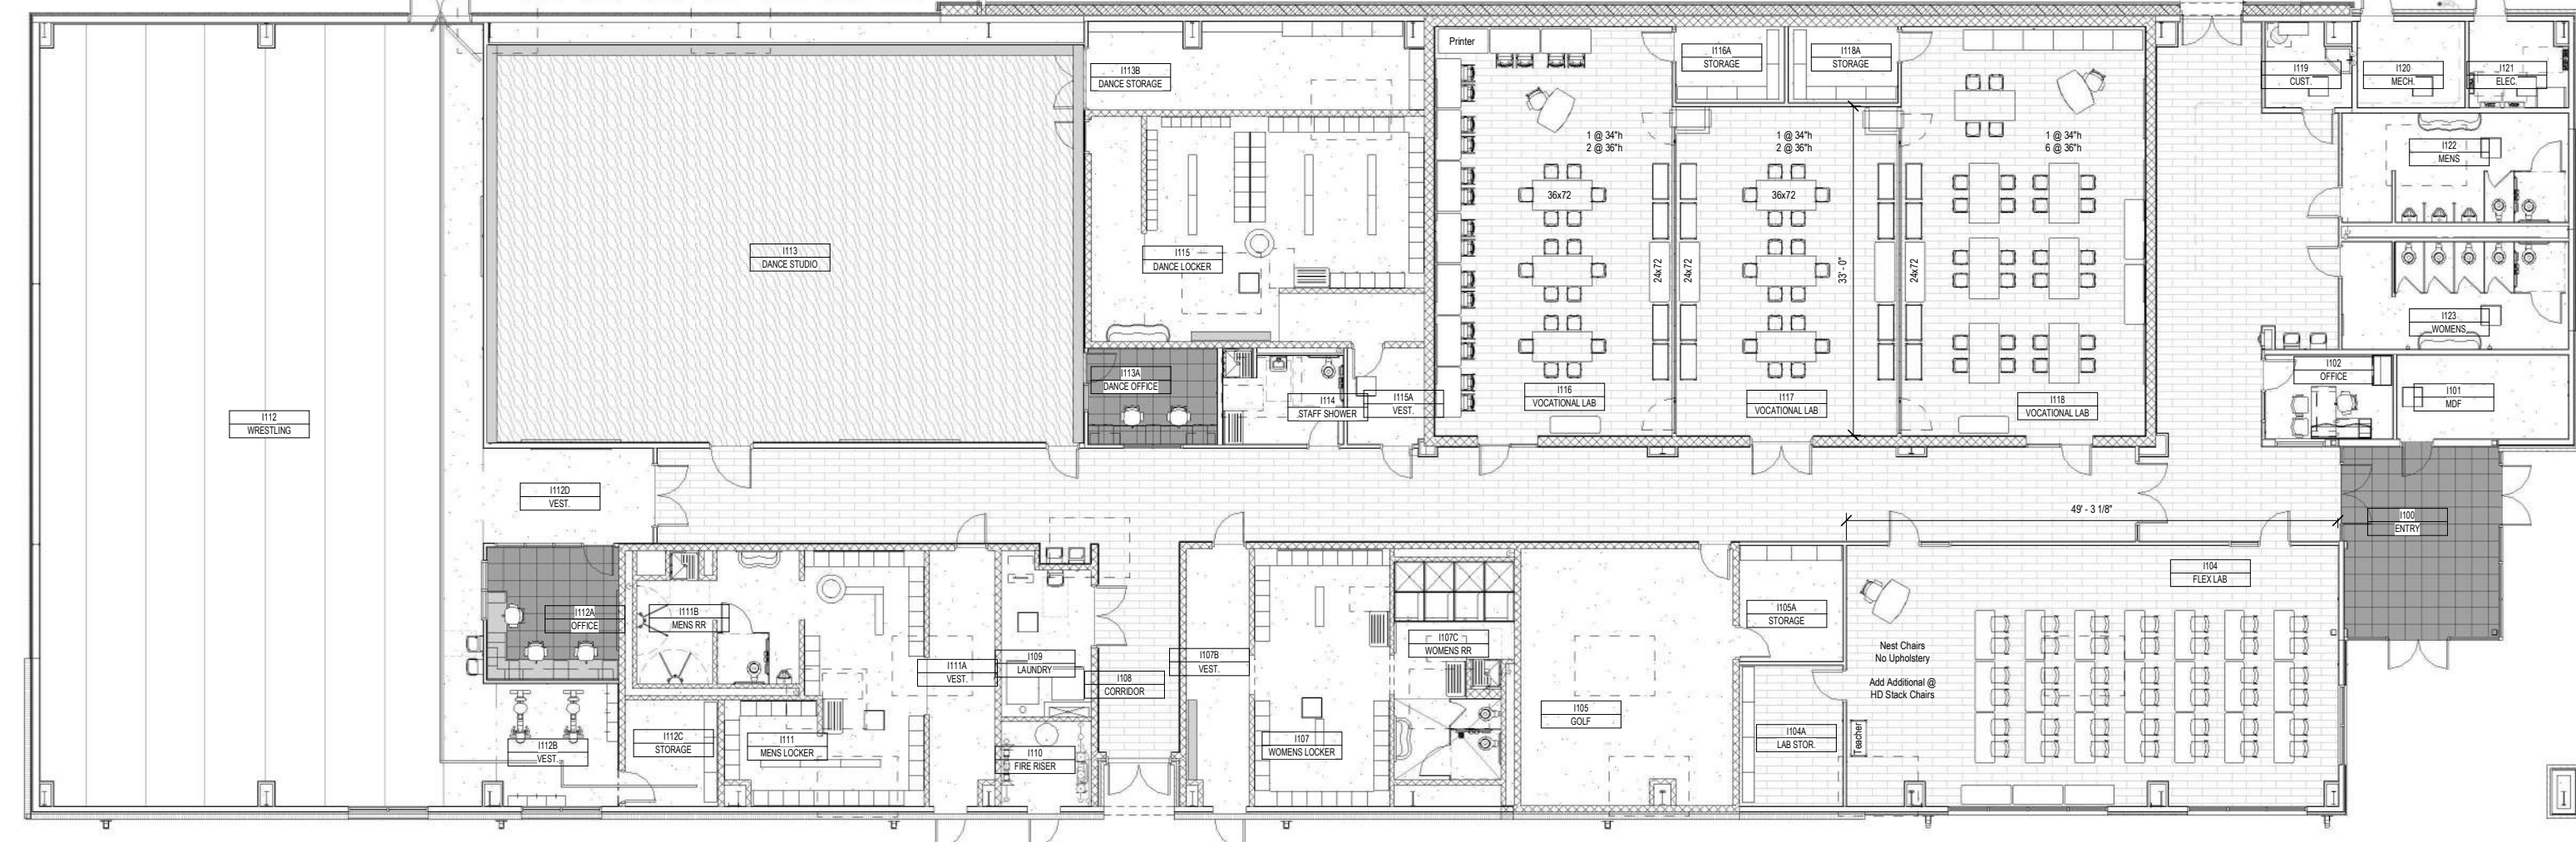 Printer
I116A
STORAGE
I118A
STORAGE
I113B
DANCE STORAGE
I119
CUST.
I120
MECH.
I121
ELEC.
1 @ 34"h
2 @ 36"h
1 @ 34"h
2 @ 36"h
1 @ 34"h
6 @ 36"h
I122
MENS
36x72
36x72
I113
DANCE STUDIO
I115
DANCE LOCKER
24x72
24x72
33' - 0"
24x72
I123
WOMENS
I113A
DANCE OFFICE
I102
OFFICE
I101
MDF
I114
STAFF SHOWER
I115A
VEST.
I116
VOCATIONAL LAB
I117
VOCATIONAL LAB
I118
VOCATIONAL LAB
I112
WRESTLING
I112D
VEST.
49' - 3 1/8"
I100
ENTRY
I104
FLEX LAB
I112A
OFFICE
I111B
MENS RR
I105A
STORAGE
I107C
WOMENS RR
Nest Chairs
No Upholstery
Add Additional @
HD Stack Chairs
I111A
VEST.
I109
LAUNDRY
I107B
VEST.
I108
CORRIDOR
I105
GOLF
I112B
VEST.
I112C
STORAGE
I111
MENS LOCKER
I110
FIRE RISER
I107
WOMENS LOCKER
I104A
LAB STOR.
Teacher